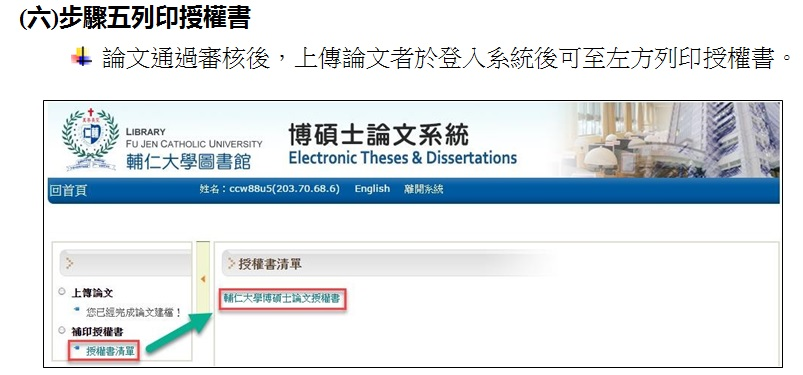 (六)步驟五列印授權書
論文通過審核後，上傳論文者於登入系統後可至左方列印授權書。
LIBRARY
FU JEN CATHOLIC UNIVERSITY
輔仁大學圖書館
博碩士論文系統
Electronic Theses & Dissertations
回首頁
姓名：ccw88u5(203.70.68.6) English 離開系統
授權書清單
上傳論文
您已經完成論文建檔！
補印授權書
授權書清單
輔仁大學博碩士論文授權書